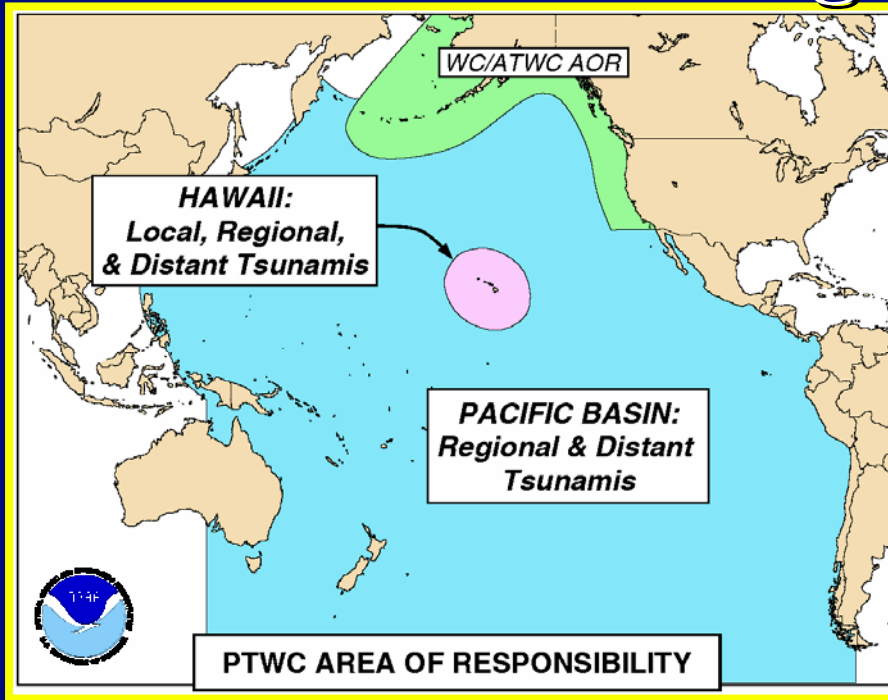 WC/ATWC AOR
HAWAII:
Local, Regional,
& Distant Tsunamis
PACIFIC BASIN:
Regional & Distant
Tsunamis
PTWC AREA OF RESPONSIBILITY